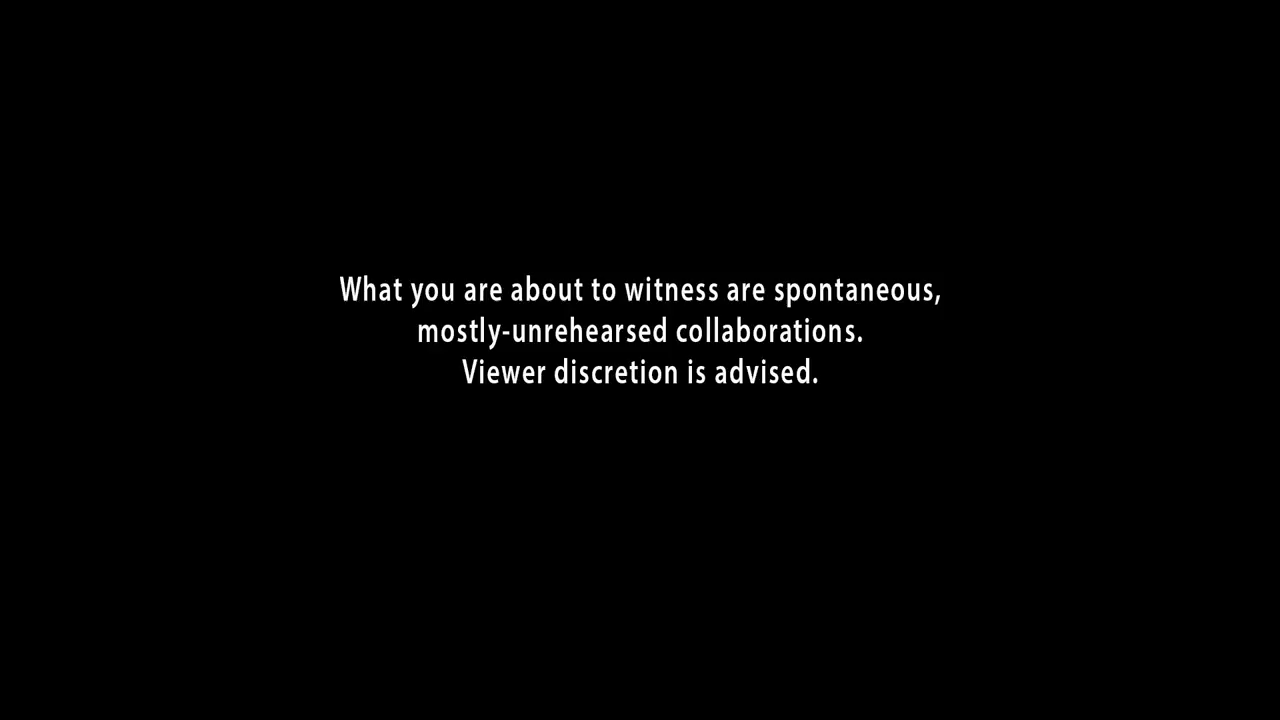 What you are about to witness are spontaneous,
mostly-unrehearsed collaborations.
Viewer discretion is advised.